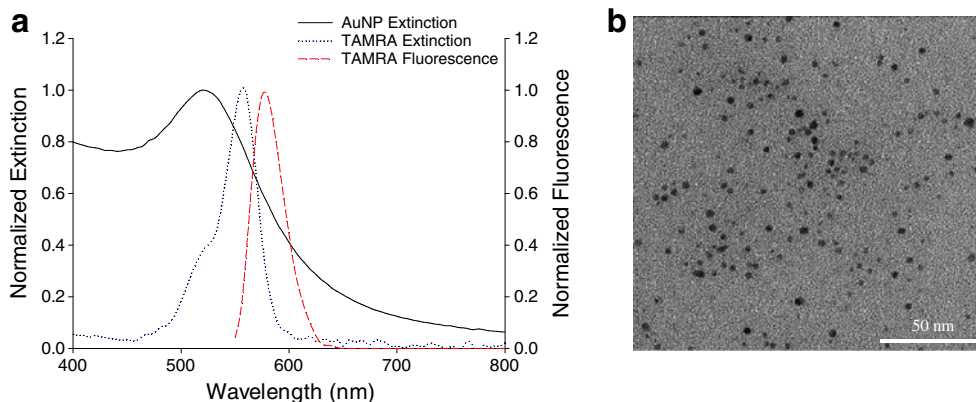 a
AuNP Extinction
TAMRA Extinction
TAMRA Fluorescence
1.2
1.0
0.8
0.6
0.4
0.2
0.0
Normalized Extinction
1.2
1.0
0.8
0.6
0.4
0.2
0.0
Normalized Fluorescence
400
500
600
700
800
Wavelength (nm)
b
50 nm